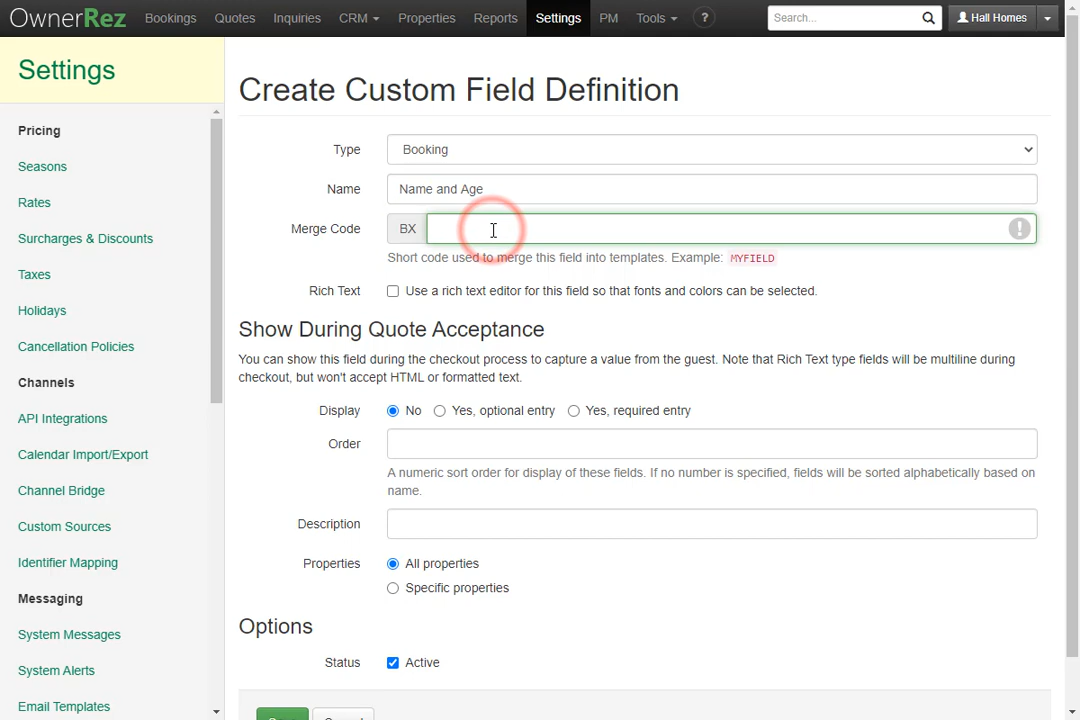 OwnerRez Bookings Quotes Inquiries CRM Properties Reports Settings PM Tools ? Search... Hall Homes
Settings
Pricing
Seasons
Rates
Surcharges & Discounts
Taxes
Holidays
Cancellation Policies
Channels
API Integrations
Calendar Import/Export
Channel Bridge
Custom Sources
Identifier Mapping
Messaging
System Messages
System Alerts
Email Templates
Create Custom Field Definition
Type Booking
Name Name and Age
Merge Code BX
Short code used to merge this field into templates. Example: MYFIELD
Rich Text Use a rich text editor for this field so that fonts and colors can be selected.
Show During Quote Acceptance
You can show this field during the checkout process to capture a value from the guest. Note that Rich Text type fields will be multiline during
checkout, but won't accept HTML or formatted text.
Display No Yes, optional entry Yes, required entry
Order
A numeric sort order for display of these fields. If no number is specified, fields will be sorted alphabetically based on
name.
Description
Properties All properties
Specific properties
Options
Status Active